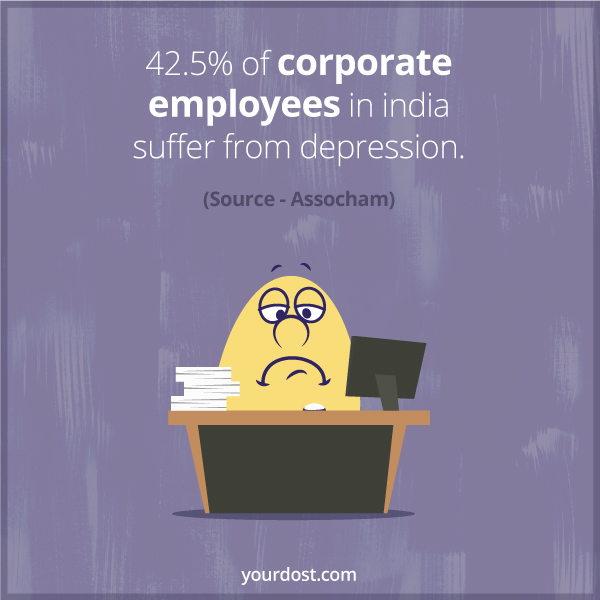 42.5% of corporate
employees in india
suffer from depression.
(Source - Assocham)
yourdost.com